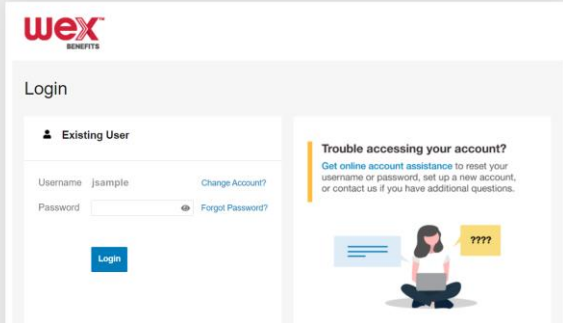 wex™
BENEFITS
Login
Existing User
Username jsample Change Account?
Password Forgot Password?
Login
Trouble accessing your account?
Get online account assistance to reset your
username or password, set up a new account,
or contact us if you have additional questions.
????